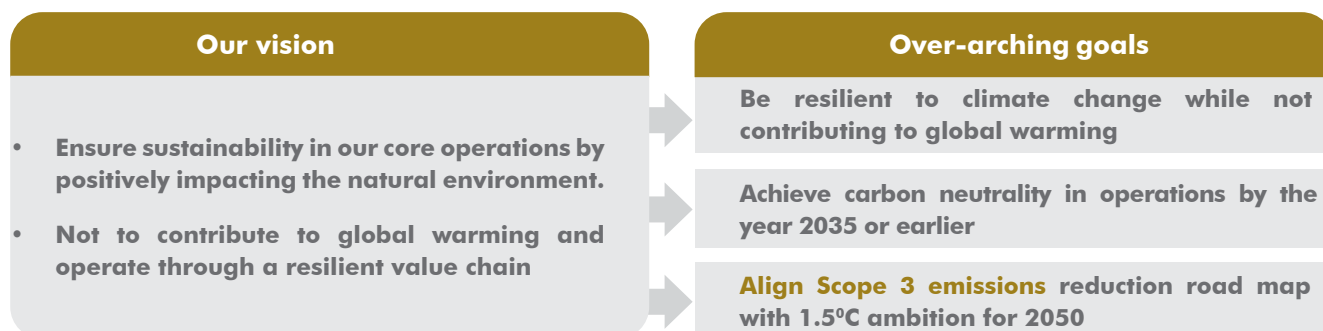 Our vision
• Ensure sustainability in our core operations by
positively impacting the natural environment.
• Not to contribute to global warming and
operate through a resilient value chain
Over-arching goals
Be resilient to climate change while not
contributing to global warming
Achieve carbon neutrality in operations by the
year 2035 or earlier
Align Scope 3 emissions reduction road map
with 1.5⁰C ambition for 2050